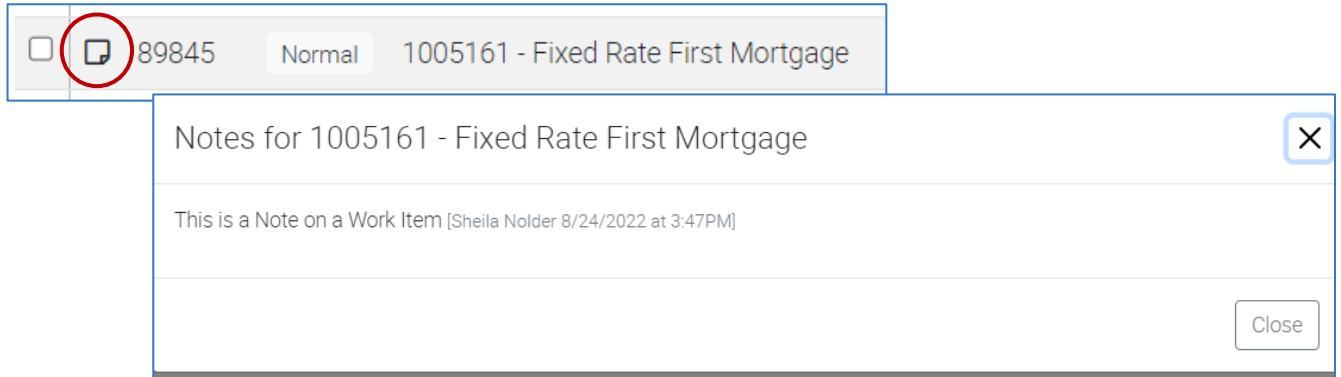 89845 Normal 1005161 - Fixed Rate First Mortgage
Notes for 1005161 - Fixed Rate First Mortgage
This is a Note on a Work Item [Sheila Nolder 8/24/2022 at 3:47PM]
Close